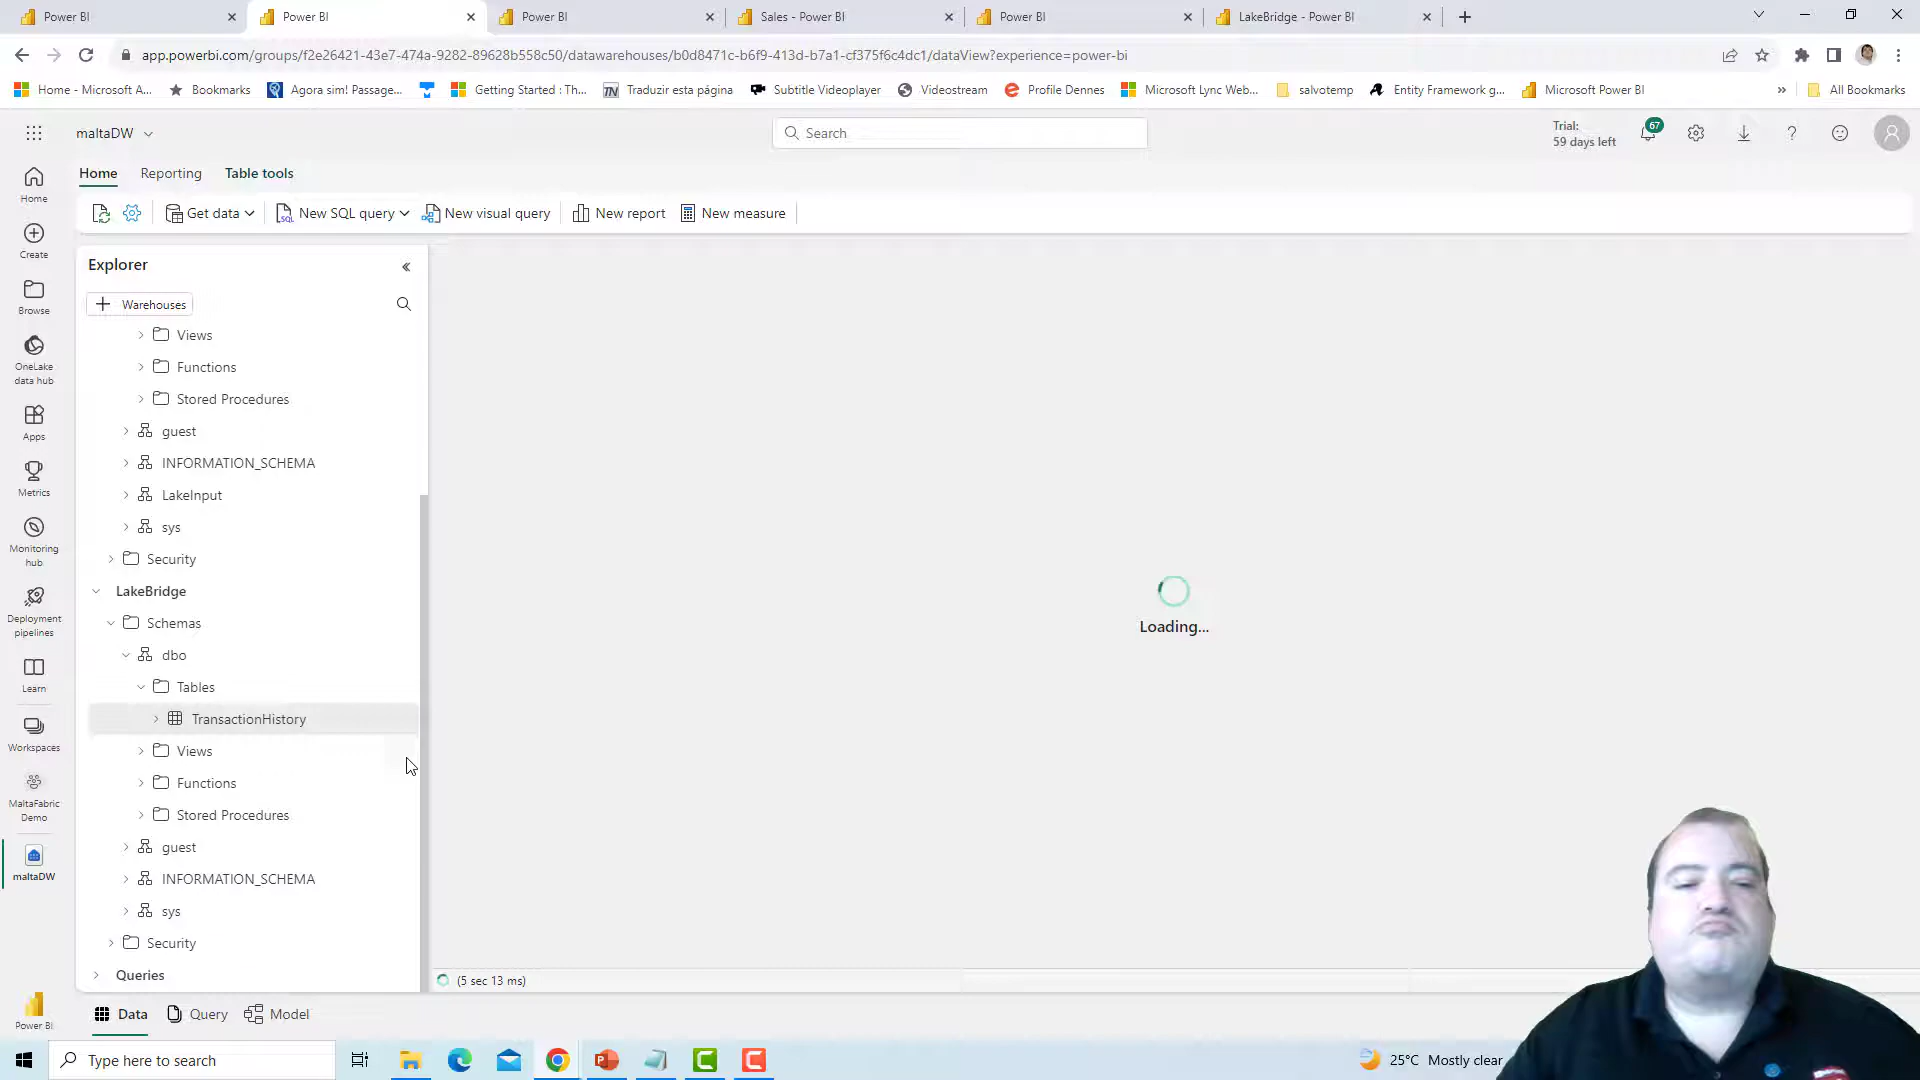 Power BI
Power BI
Power BI
Sales - Power BI
Power BI
LakeBridge - Power BI
app.powerbi.com/groups/f2e26421-43e7-474a-9282-89628b558c50/datawarehouses/b0d8471c-b6f9-413d-b7a1-cf375f6c4dc1/dataView?experience=power-bi
Home - Microsoft A...
Bookmarks
Agora sim! Passage...
Getting Started : Th...
Traduzir esta página
Subtitle Videoplayer
Videostream
Profile Dennes
Microsoft Lync Web...
salvotemp
Entity Framework g...
Microsoft Power BI
»
All Bookmarks
maltaDW
Search
Trial:
59 days left
67
Home
Reporting
Table tools
Get data
New SQL query
New visual query
New report
New measure
Home
Create
Browse
OneLake
data hub
Apps
Metrics
Monitoring
hub
Deployment
pipelines
Learn
Workspaces
MaltaFabric
Demo
maltaDW
Power BI
Explorer
Warehouses
Views
Functions
Stored Procedures
guest
INFORMATION_SCHEMA
LakeInput
sys
Security
LakeBridge
Schemas
dbo
Tables
TransactionHistory
Views
Functions
Stored Procedures
guest
INFORMATION_SCHEMA
sys
Security
Queries
Loading...
(5 sec 13 ms)
Data
Query
Model
Type here to search
25°C Mostly clear